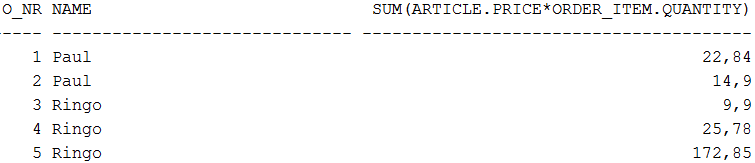 O_NR NAME SUM(ARTICLE.PRICE*ORDER_ITEM.QUANTITY)
----- ------------------------------ ---------------------------------------
1 Paul 22,84
2 Paul 14,9
3 Ringo 9,9
4 Ringo 25,78
5 Ringo 172,85